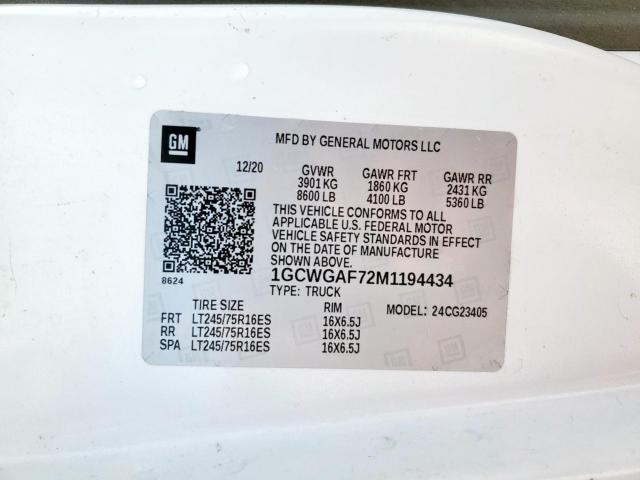 GM
MFD BY GENERAL MOTORS LLC
12/20 GVWR GAWR FRT GAWR RR
3901 KG 1860 KG 2431 KG
8600 LB 4100 LB 5360 LB
THIS VEHICLE CONFORMS TO ALL
APPLICABLE U.S. FEDERAL MOTOR
VEHICLE SAFETY STANDARDS IN EFFECT
ON THE DATE OF MANUFACTURE
SHOWN ABOVE.
8624
1GCWGAF72M1194434
TYPE: TRUCK
TIRE SIZE RIM MODEL: 24CG23405
FRT LT245/75R16ES 16X6.5J
RR LT245/75R16ES 16X6.5J
SPA LT245/75R16ES 16X6.5J